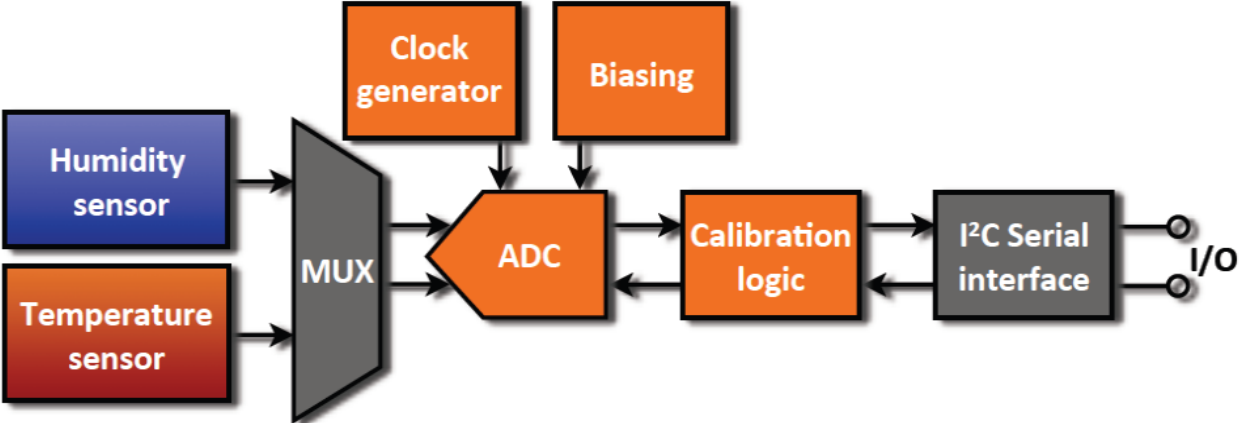 Clock
generator
Biasing
Humidity
sensor
Temperature
sensor
MUX
ADC
Calibration
logic
I²C Serial
interface
I/O